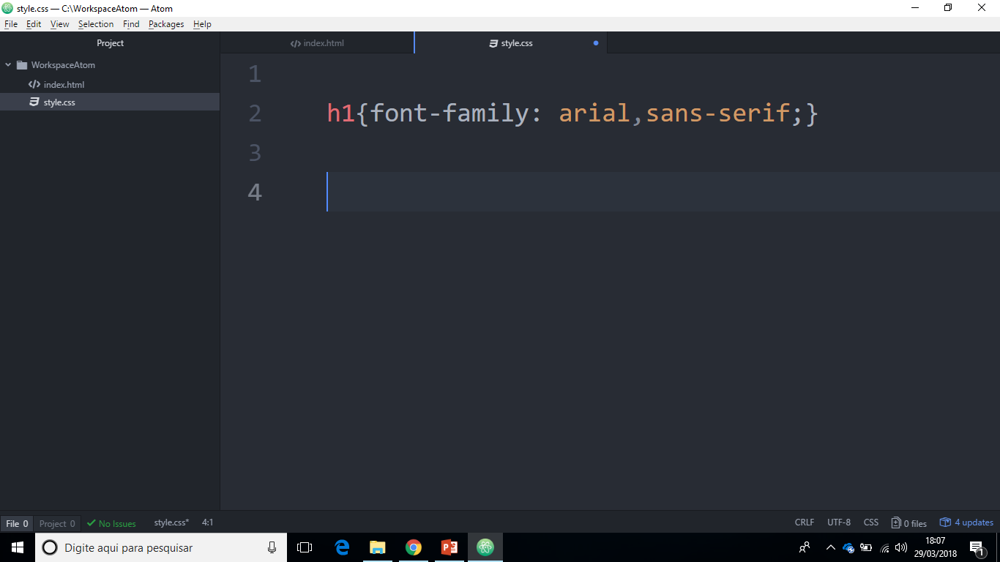 style.css — C:\WorkspaceAtom — Atom
File Edit View Selection Find Packages Help
Project
WorkspaceAtom
index.html
style.css
index.html
style.css
1
2 h1{font-family: arial,sans-serif;}
3
4
File 0 Project 0 No Issues style.css* 4:1 CRLF UTF-8 CSS 0 files 4 updates
Digite aqui para pesquisar
18:07
29/03/2018
1